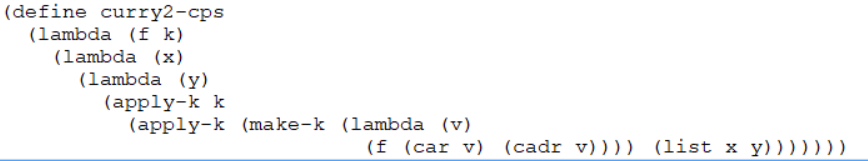 (define curry2-cps
  (lambda (f k)
    (lambda (x)
      (lambda (y)
        (apply-k k
          (apply-k (make-k (lambda (v)
                             (f (car v) (cadr v)))) (list x y)))))))